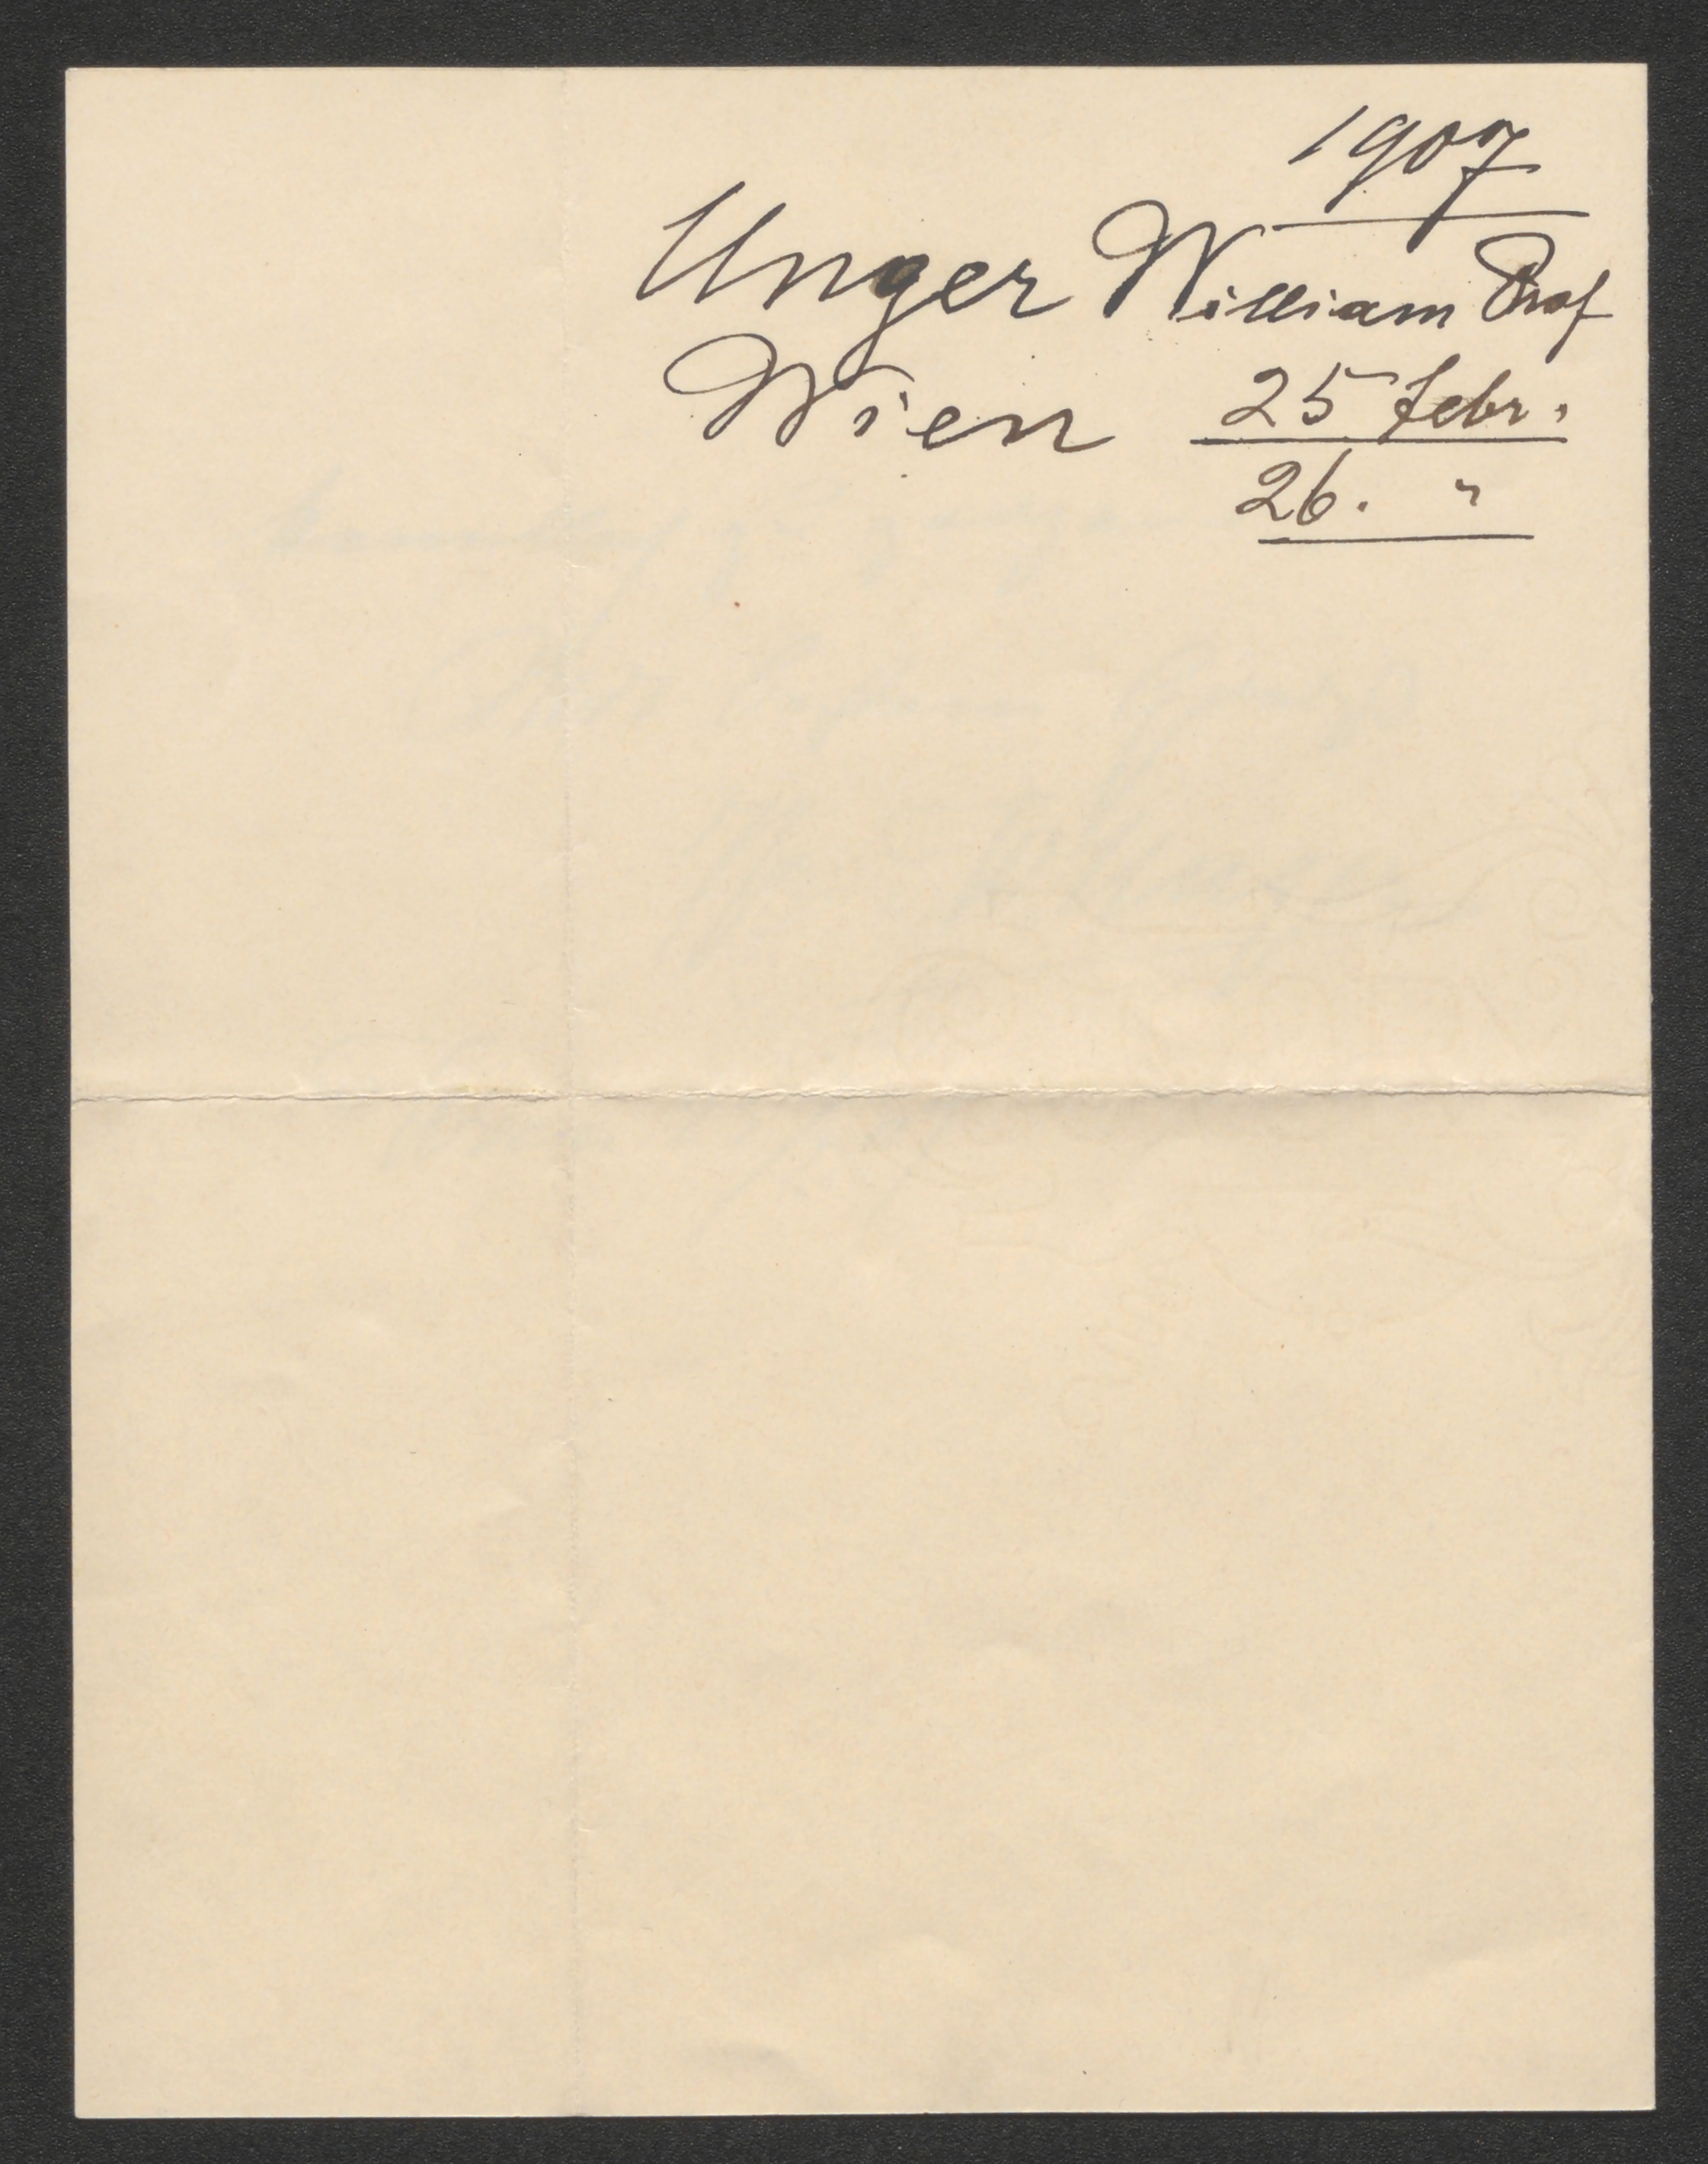 1907
Unger William Prof
Wien 25 Febr.
26. "